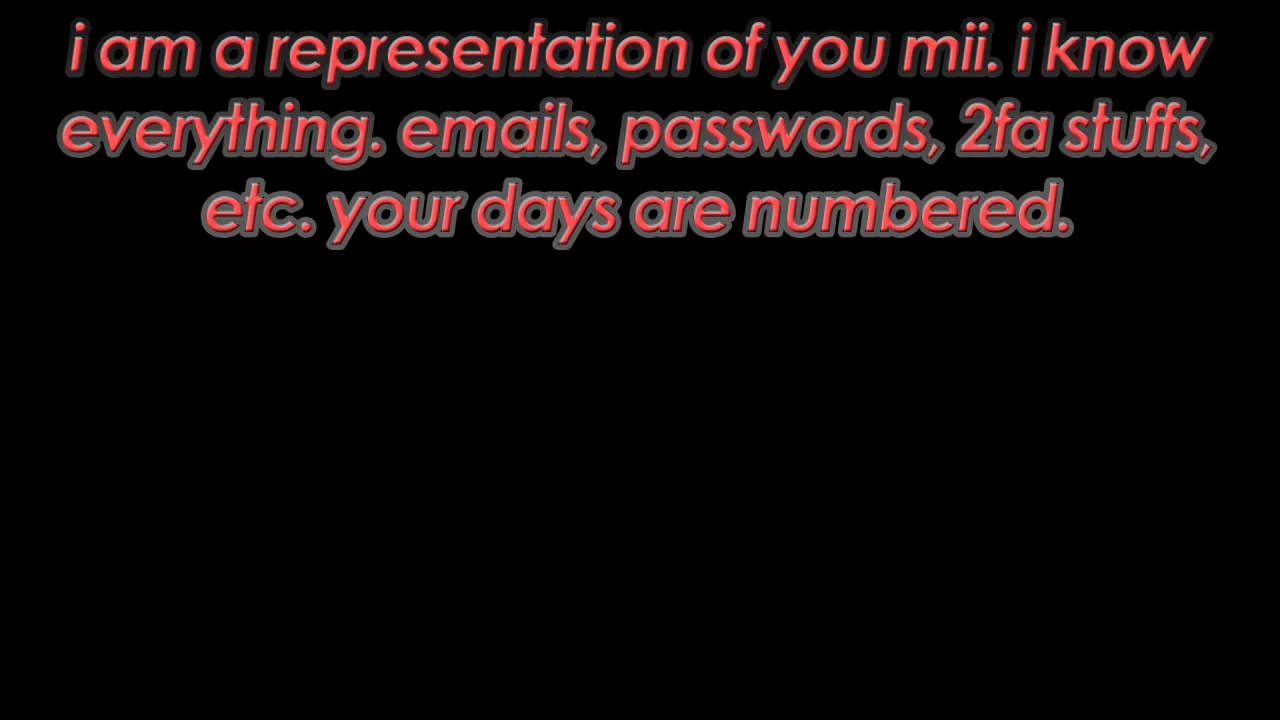 i am a representation of you mii. i know
everything. emails, passwords, 2fa stuffs,
etc. your days are numbered.